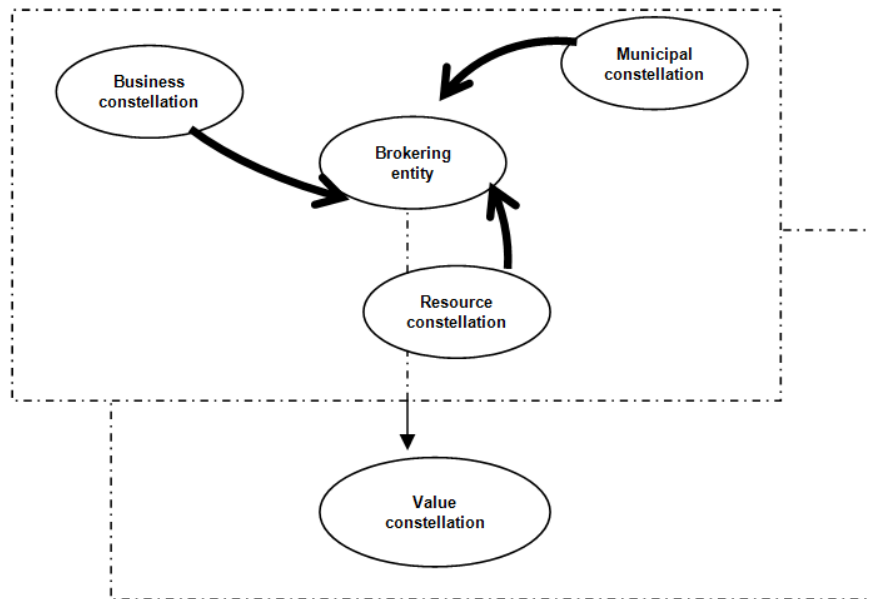 Municipal
constellation
Business
constellation
Brokering
entity
Resource
constellation
Value
constellation